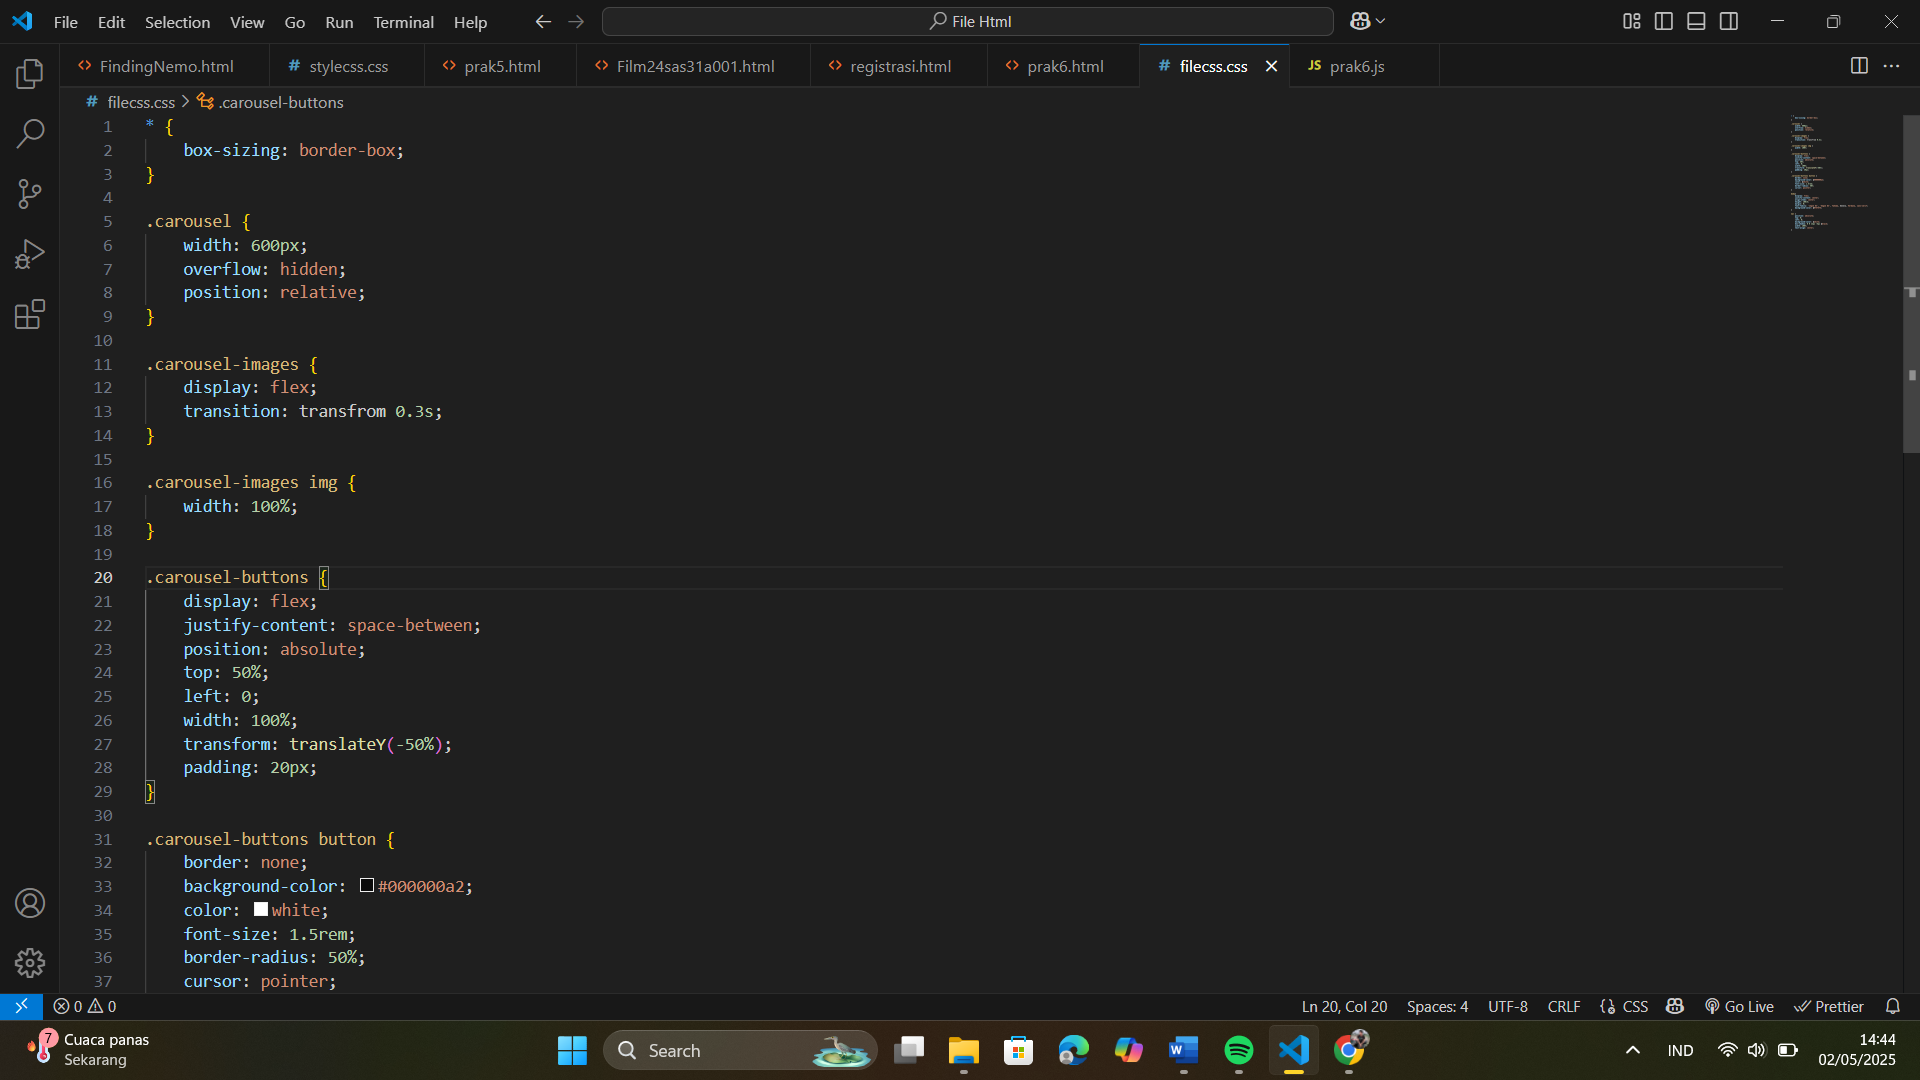 File Edit Selection View Go Run Terminal Help File Html
FindingNemo.html # stylecss.css prak5.html Film24sas31a001.html registrasi.html prak6.html # filecss.css JS prak6.js
# filecss.css > .carousel-buttons
1 * {
2 box-sizing: border-box;
3 }
4
5 .carousel {
6 width: 600px;
7 overflow: hidden;
8 position: relative;
9 }
10
11 .carousel-images {
12 display: flex;
13 transition: transfrom 0.3s;
14 }
15
16 .carousel-images img {
17 width: 100%;
18 }
19
20 .carousel-buttons {
21 display: flex;
22 justify-content: space-between;
23 position: absolute;
24 top: 50%;
25 left: 0;
26 width: 100%;
27 transform: translateY(-50%);
28 padding: 20px;
29 }
30
31 .carousel-buttons button {
32 border: none;
33 background-color: #000000a2;
34 color: white;
35 font-size: 1.5rem;
36 border-radius: 50%;
37 cursor: pointer;
0 0 Ln 20, Col 20 Spaces: 4 UTF-8 CRLF {} CSS Go Live Prettier
7 Cuaca panas
Sekarang
Search
IND
14:44
02/05/2025